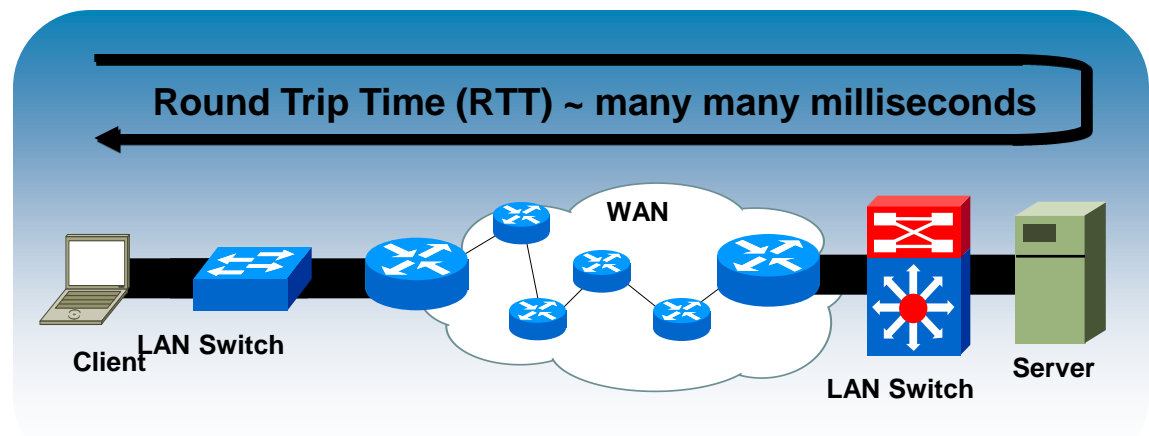 Round Trip Time (RTT) ~ many many milliseconds
WAN
Client
LAN Switch
LAN Switch
Server